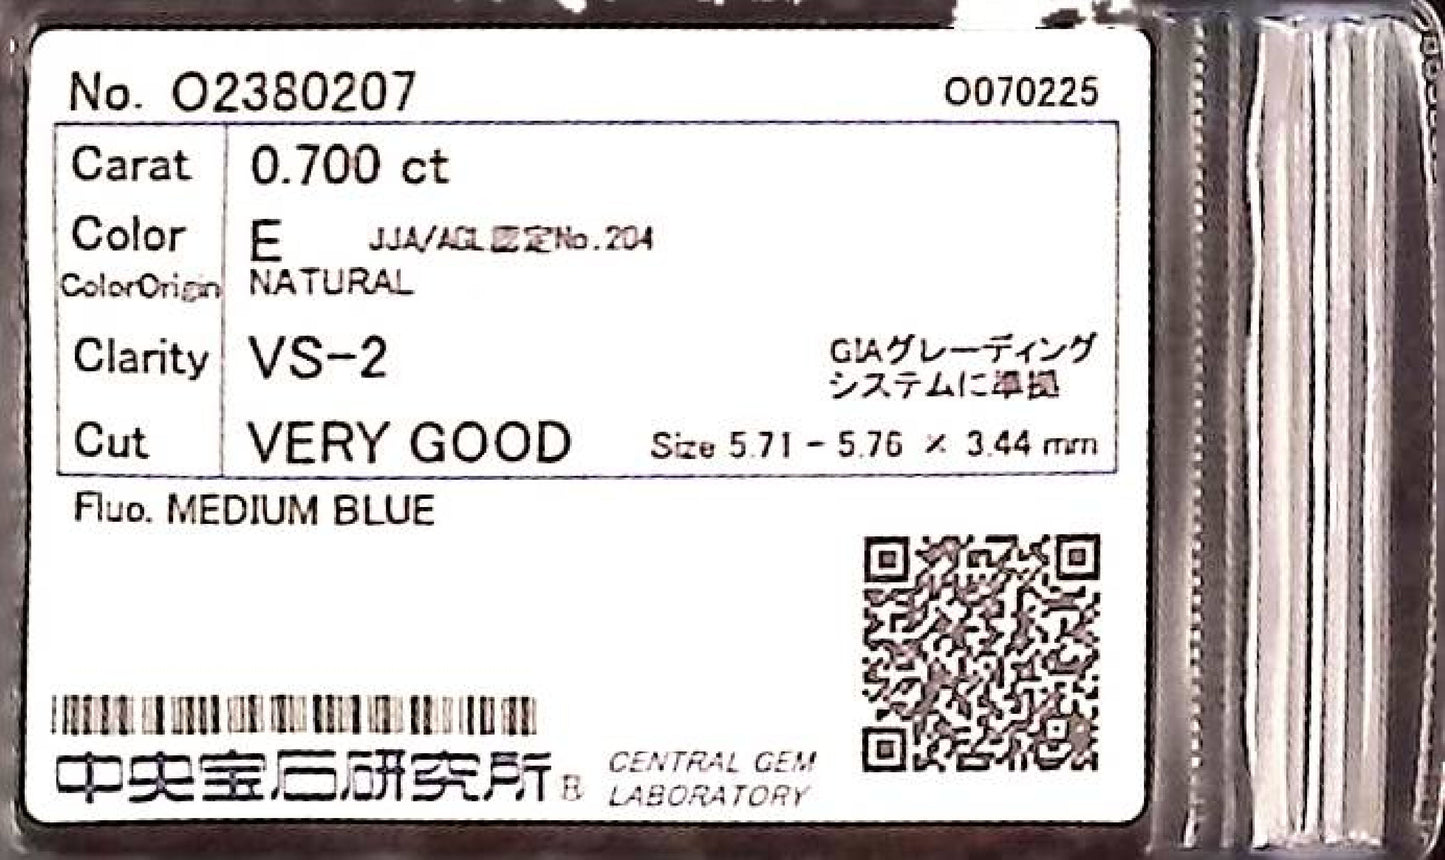 No. O2380207
O070225
Carat 0.700 ct
Color E JJA/AGL認定No.204
ColorOrigin NATURAL
Clarity VS-2
GIAグレーディング
システムに準拠
Cut VERY GOOD Size 5.71 - 5.76 × 3.44 mm
Fluo. MEDIUM BLUE
中央宝石研究所
CENTRAL GEM
LABORATORY